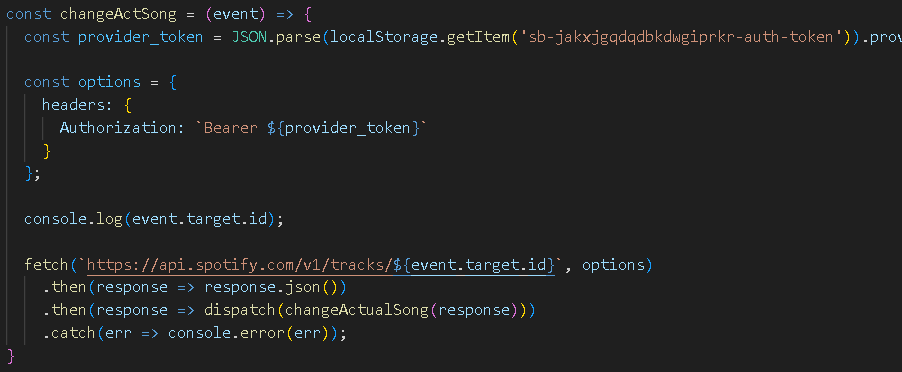 const changeActSong = (event) => {
const provider_token = JSON.parse(localStorage.getItem('sb-jakxjgqdqdbkdwgiprkr-auth-token')).prov
const options = {
headers: {
Authorization: `Bearer ${provider_token}`
}
};
console.log(event.target.id);
fetch(`https://api.spotify.com/v1/tracks/${event.target.id}`, options)
.then(response => response.json())
.then(response => dispatch(changeActualSong(response)))
.catch(err => console.error(err));
}